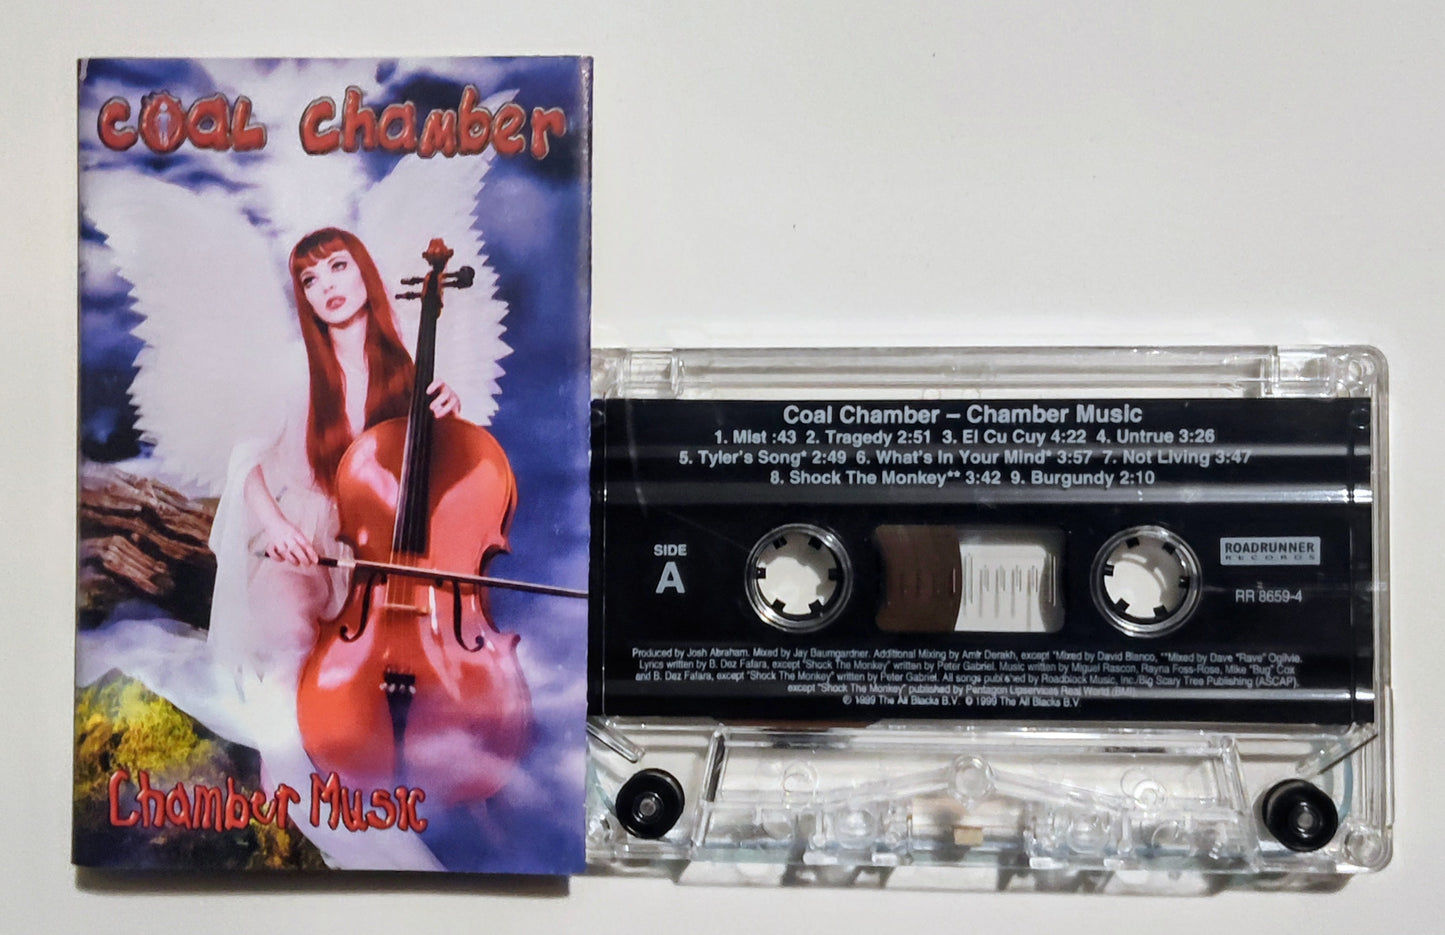 coal chamber
Chamber Music
Coal Chamber – Chamber Music
1. Mist :43 2. Tragedy 2:51 3. El Cu Cuy 4:22 4. Untrue 3:26
5. Tyler's Song* 2:49 6. What's In Your Mind* 3:57 7. Not Living 3:47
8. Shock The Monkey** 3:42 9. Burgundy 2:10
SIDE
A
ROADRUNNER
RECORDS
RR 8659-4
Produced by Josh Abraham. Mixed by Jay Baumgardner. Additional Mixing by Amir Derakh, except *Mixed by David Bianco, **Mixed by Dave "Rave" Ogilvie.
Lyrics written by B. Dez Fafara, except "Shock The Monkey" written by Peter Gabriel. Music written by Miguel Rascon, Rayna Foss-Rose, Mike "Bug" Cox
and B. Dez Fafara, except "Shock The Monkey" written by Peter Gabriel. All songs published by Roadblock Music, Inc./Big Scary Tree Publishing (ASCAP),
except "Shock The Monkey" published by Pentagon Lipservices Real World (BMI).
℗ 1999 The All Blacks B.V. © 1999 The All Blacks B.V.